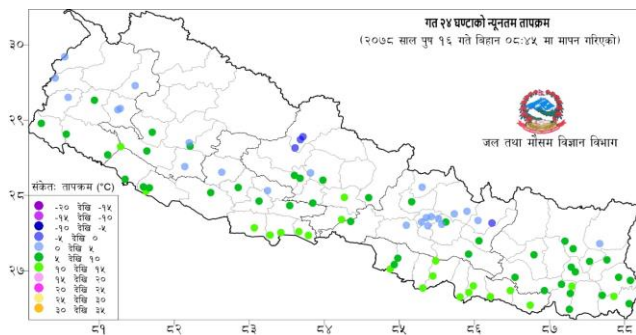 गत २४ घण्टाको न्यूनतम तापक्रम
(२०७८ साल पुष १६ गते विहान ०८:४५ मा मापन गरिएको)
जल तथा मौसम विज्ञान विभाग
३०
२९
२८
२७
संकेतः तापक्रम (°C)
-२० देखि -१५
-१५ देखि -१०
-१० देखि -५
-५ देखि ०
० देखि ५
५ देखि १०
१० देखि १५
१५ देखि २०
२० देखि २५
२५ देखि ३०
३० देखि ३५
८१
८२
८३
८४
८५
८६
८७
८८